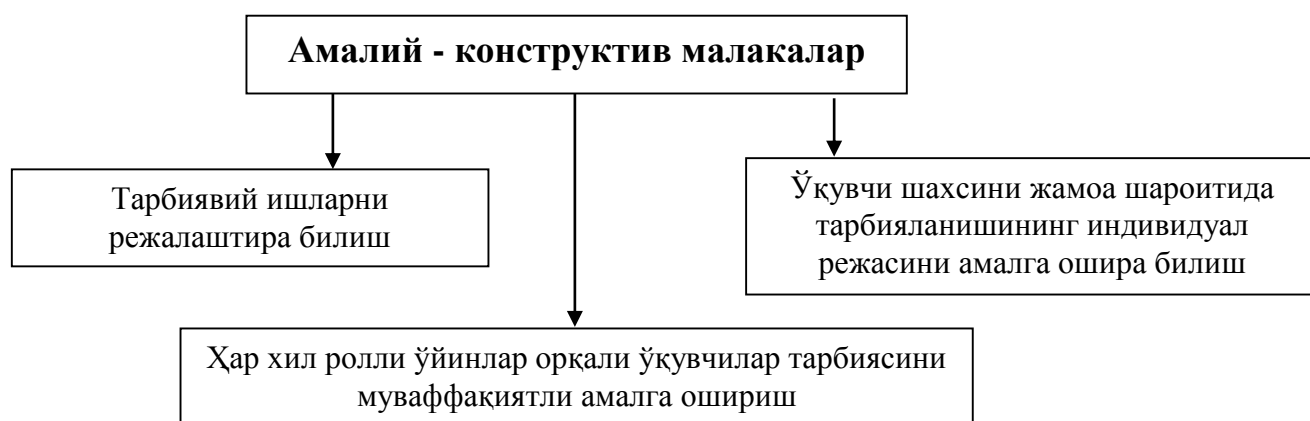 Амалий - конструктив малакалар
Тарбиявий ишларни
режалаштира билиш
Ўқувчи шахсини жамоа шароитида
тарбияланишининг индивидуал
режасини амалга ошира билиш
Ҳар хил ролли ўйинлар орқали ўқувчилар тарбиясини
муваффақиятли амалга ошириш